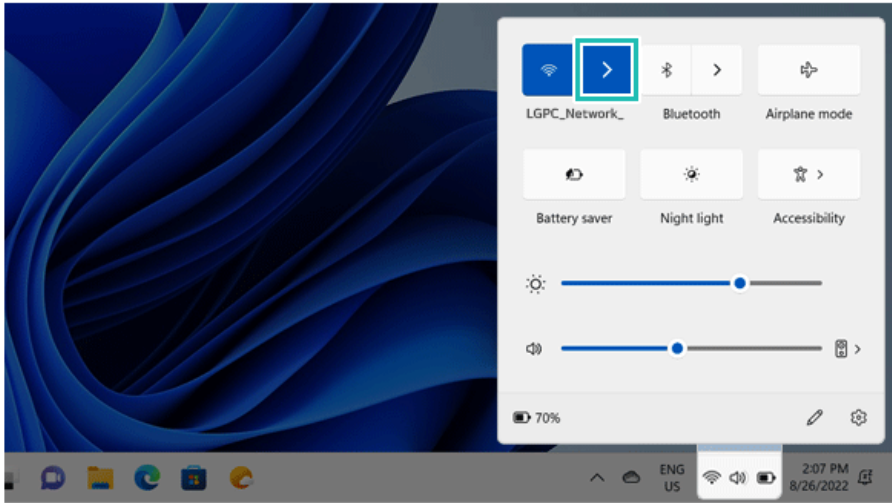 LGPC_Network_
Bluetooth
Airplane mode
Battery saver
Night light
Accessibility
70%
ENG
US
2:07 PM
8/26/2022